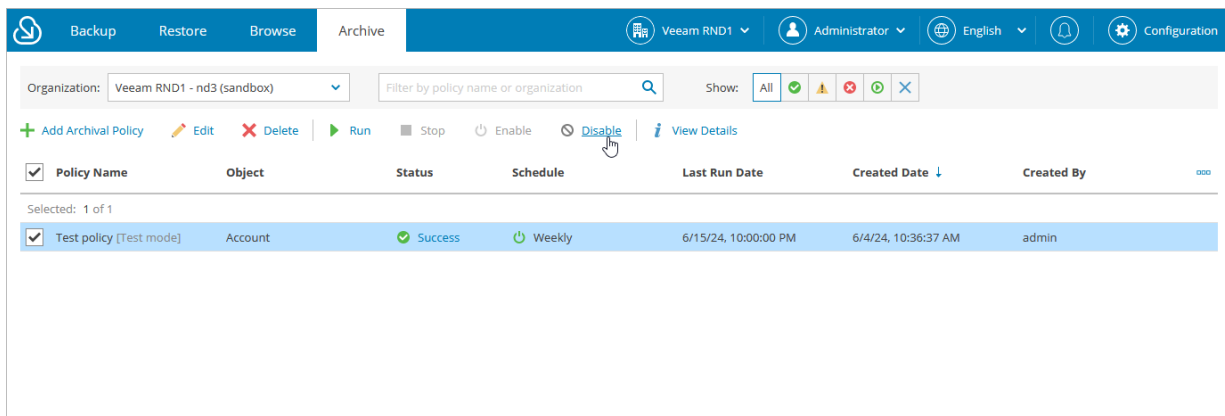 Backup Restore Browse Archive Veeam RND1 Administrator English Configuration
Organization: Veeam RND1 - nd3 (sandbox) Filter by policy name or organization Show: All
Add Archival Policy Edit Delete Run Stop Enable Disable View Details
Policy Name Object Status Schedule Last Run Date Created Date Created By
Selected: 1 of 1
Test policy [Test mode] Account Success Weekly 6/15/24, 10:00:00 PM 6/4/24, 10:36:37 AM admin